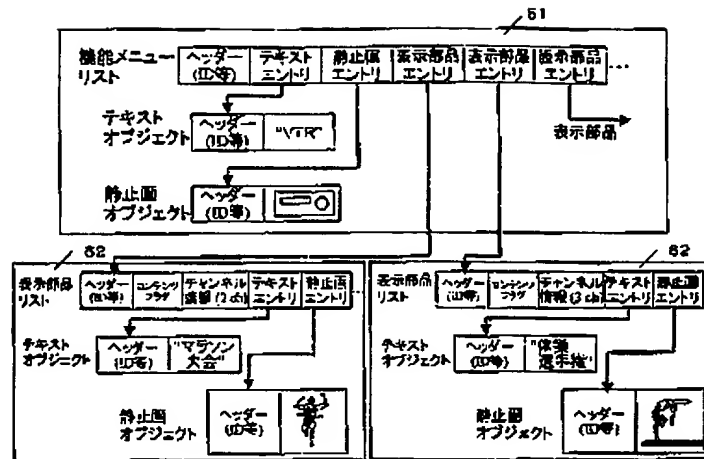 61
機能メニュー
リスト
ヘッダー
(ID等)
テキスト
エントリ
静止画
エントリ
表示部品
エントリ
表示部品
エントリ
表示部品
エントリ
...
テキスト
オブジェクト
ヘッダー
(ID等)
"VTR"
表示部品
静止画
オブジェクト
ヘッダー
(ID等)
62
表示部品
リスト
ヘッダー
(ID等)
コンテンツ
フラグ
チャンネル
情報(2ch)
テキスト
エントリ
静止画
エントリ
...
テキスト
オブジェクト
ヘッダー
(ID等)
"マラソン
大会"
静止画
オブジェクト
ヘッダー
(ID等)
62
表示部品
リスト
ヘッダー
(ID等)
コンテンツ
フラグ
チャンネル
情報(3ch)
テキスト
エントリ
静止画
エントリ
テキスト
オブジェクト
ヘッダー
(ID等)
"体操
選手権"
静止画
オブジェクト
ヘッダー
(ID等)